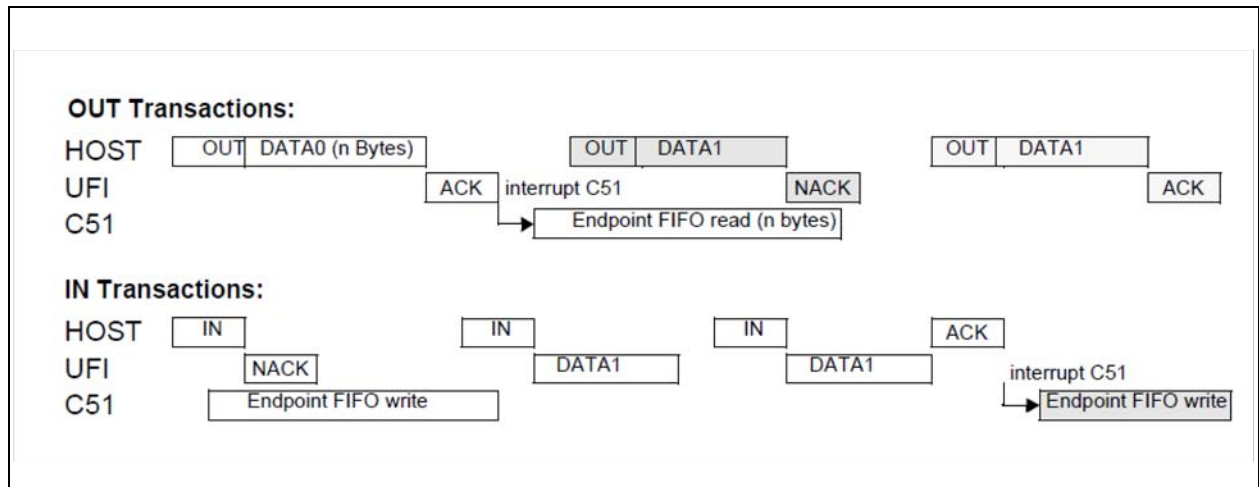 OUT Transactions:
HOST OUT DATA0 (n Bytes) OUT DATA1 OUT DATA1
UFI ACK interrupt C51 NACK ACK
C51 Endpoint FIFO read (n bytes)
IN Transactions:
HOST IN IN IN ACK
UFI NACK DATA1 DATA1 interrupt C51
C51 Endpoint FIFO write Endpoint FIFO write